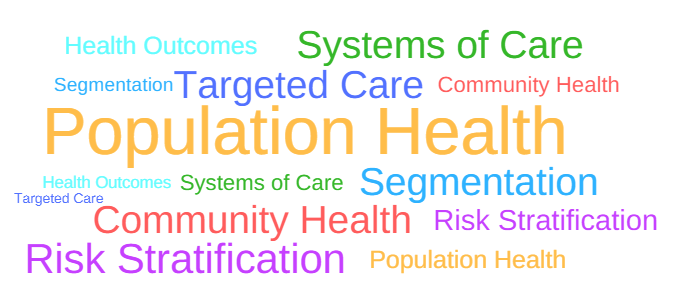 Health Outcomes Systems of Care
Segmentation Targeted Care Community Health
Population Health
Health Outcomes Systems of Care Segmentation
Targeted Care
Community Health Risk Stratification
Risk Stratification Population Health